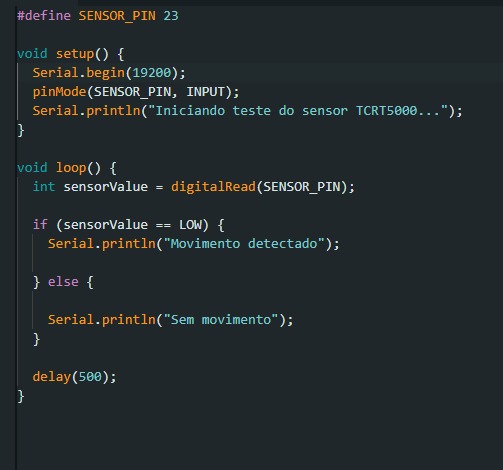 #define SENSOR_PIN 23
void setup() {
Serial.begin(19200);
pinMode(SENSOR_PIN, INPUT);
Serial.println("Iniciando teste do sensor TCRT5000...");
}
void loop() {
int sensorValue = digitalRead(SENSOR_PIN);
if (sensorValue == LOW) {
Serial.println("Movimento detectado");
} else {
Serial.println("Sem movimento");
}
delay(500);
}